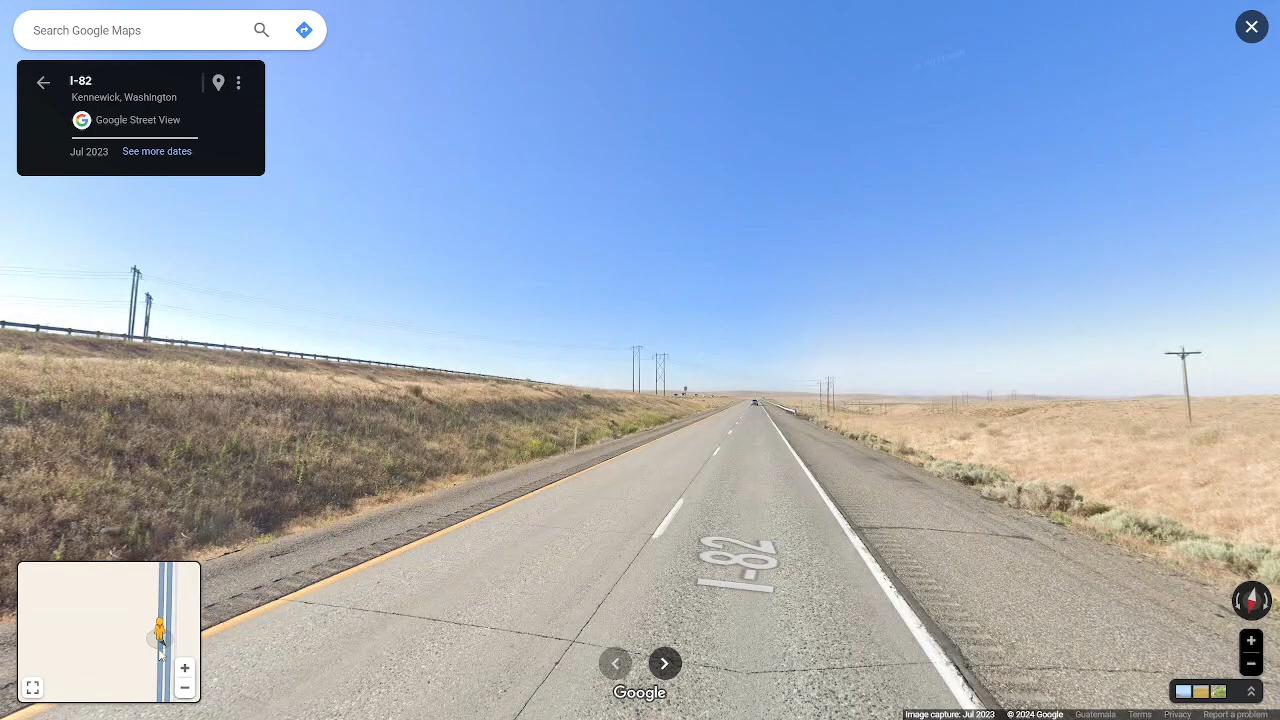 Search Google Maps
I-82
Kennewick, Washington
Google Street View
Jul 2023 See more dates
I-82
Google
Image capture: Jul 2023 © 2024 Google Guatemala Terms Privacy Report a problem